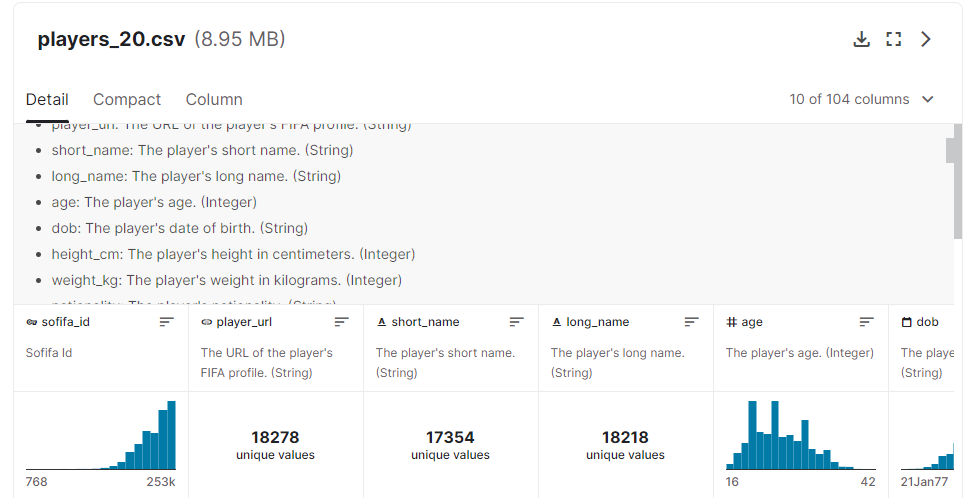 players_20.csv (8.95 MB)
Detail Compact Column 10 of 104 columns
player_url: The URL of the player's FIFA profile. (String)
short_name: The player's short name. (String)
long_name: The player's long name. (String)
age: The player's age. (Integer)
dob: The player's date of birth. (String)
height_cm: The player's height in centimeters. (Integer)
weight_kg: The player's weight in kilograms. (Integer)
nationality: The player's nationality. (String)
sofifa_id
Sofifa Id
768 253k
player_url
The URL of the player's
FIFA profile. (String)
18278
unique values
short_name
The player's short name.
(String)
17354
unique values
long_name
The player's long name.
(String)
18218
unique values
age
The player's age. (Integer)
16 42
dob
The playe
(String)
21Jan77